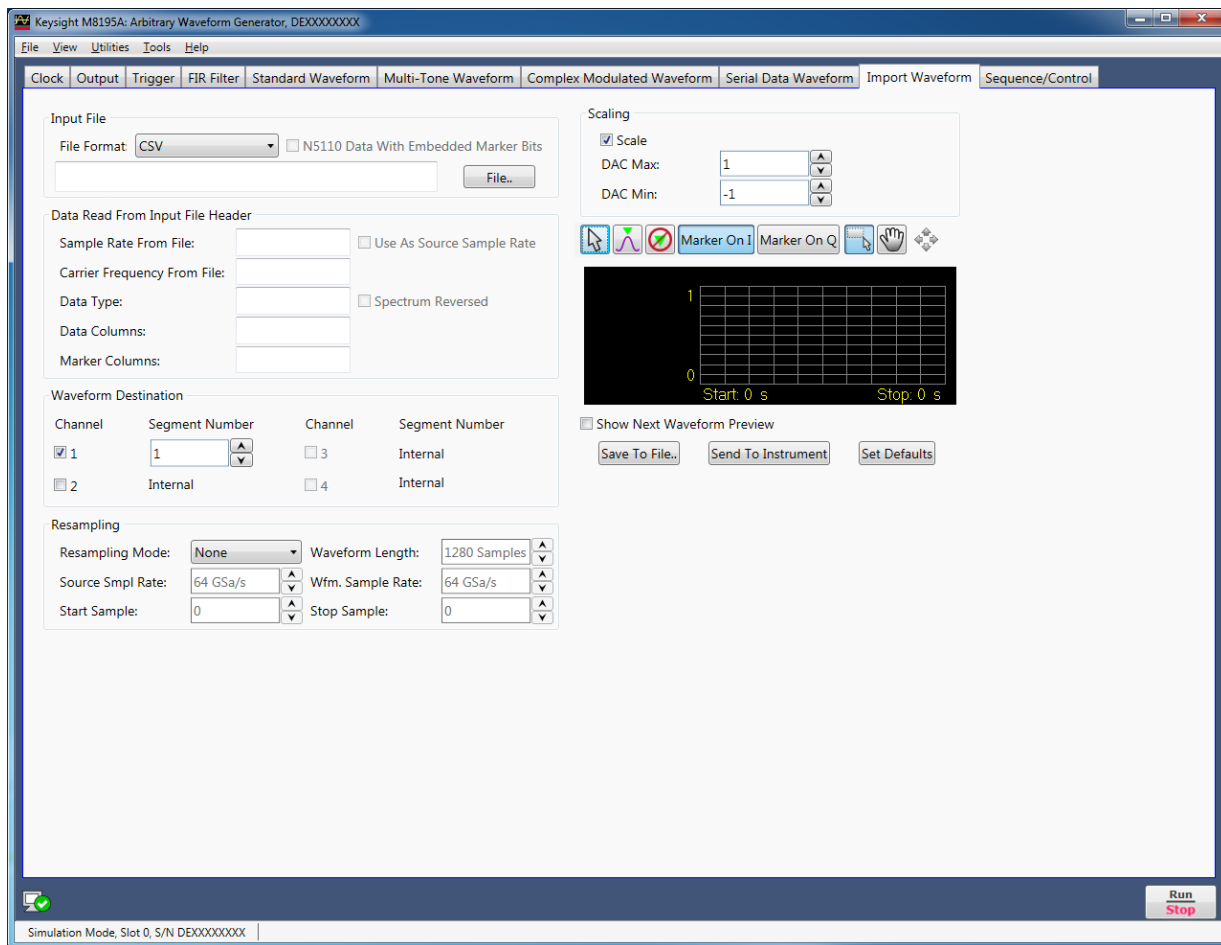 Keysight M8195A: Arbitrary Waveform Generator, DEXXXXXXXX
File View Utilities Tools Help
Clock Output Trigger FIR Filter Standard Waveform Multi-Tone Waveform Complex Modulated Waveform Serial Data Waveform Import Waveform Sequence/Control
Input File
File Format: CSV N5110 Data With Embedded Marker Bits
File..
Data Read From Input File Header
Sample Rate From File: Use As Source Sample Rate
Carrier Frequency From File:
Data Type: Spectrum Reversed
Data Columns:
Marker Columns:
Waveform Destination
Channel Segment Number Channel Segment Number
1 1 3 Internal
2 Internal 4 Internal
Resampling
Resampling Mode: None Waveform Length: 1280 Samples
Source Smpl Rate: 64 GSa/s Wfm. Sample Rate: 64 GSa/s
Start Sample: 0 Stop Sample: 0
Scaling
Scale
DAC Max: 1
DAC Min: -1
Marker On I Marker On Q
1
0
Start: 0 s Stop: 0 s
Show Next Waveform Preview
Save To File.. Send To Instrument Set Defaults
Run
Stop
Simulation Mode, Slot 0, S/N DEXXXXXXXX